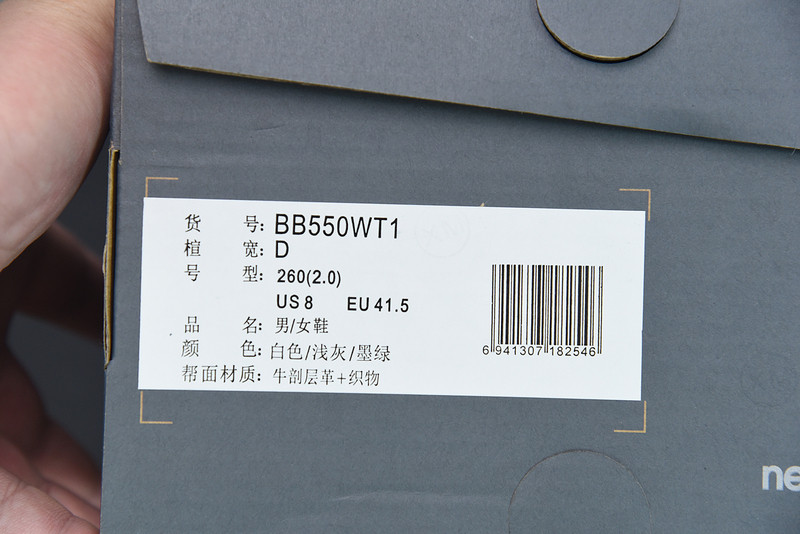 货 号: BB550WT1
楦 宽: D
号 型: 260(2.0)
US 8 EU 41.5
品 名: 男/女鞋
颜 色: 白色/浅灰/墨绿
帮面材质: 牛剖层革+织物
6 941307 182546
ne